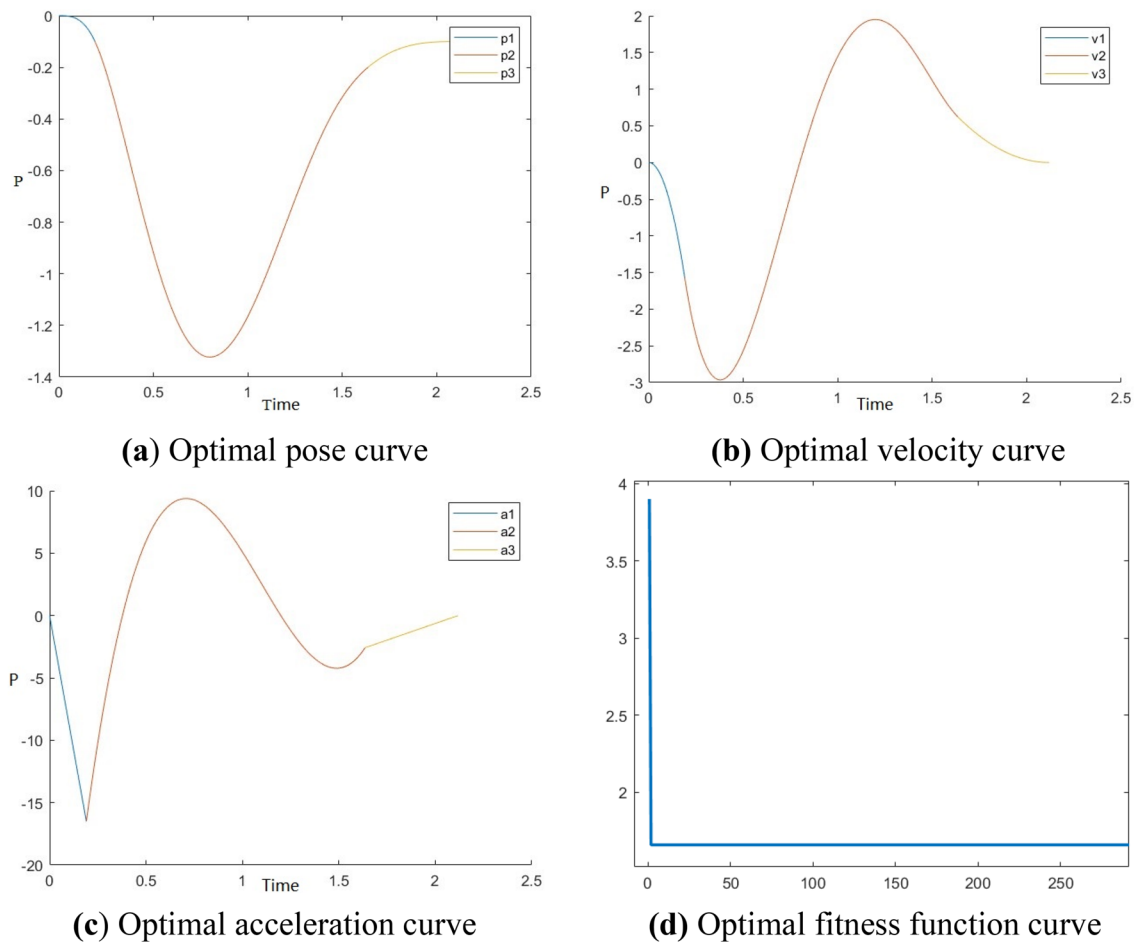 0
-0.2
-0.4
-0.6
-0.8
-1
-1.2
-1.4
P
p1
p2
p3
0 0.5 1 1.5 2 2.5
Time
(a) Optimal pose curve
2
1.5
1
0.5
0
-0.5
-1
-1.5
-2
-2.5
-3
P
v1
v2
v3
0 0.5 1 1.5 2 2.5
Time
(b) Optimal velocity curve
10
5
0
-5
-10
-15
-20
P
a1
a2
a3
0 0.5 1 1.5 2 2.5
Time
(c) Optimal acceleration curve
4
3.5
3
2.5
2
0 50 100 150 200 250
(d) Optimal fitness function curve